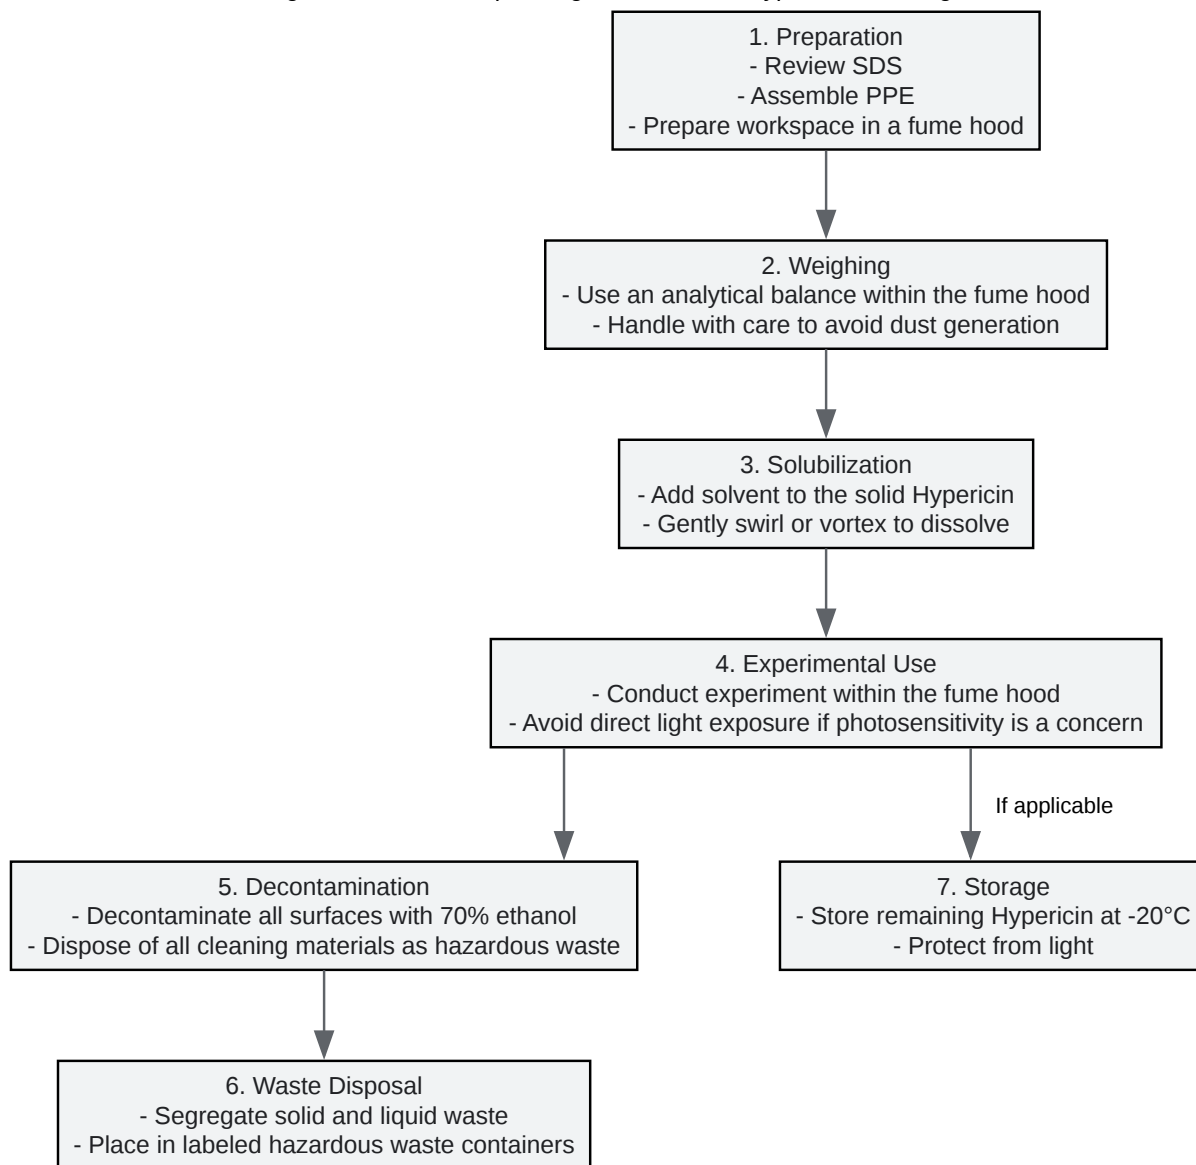 1. Preparation
- Review SDS
- Assemble PPE
- Prepare workspace in a fume hood
2. Weighing
- Use an analytical balance within the fume hood
- Handle with care to avoid dust generation
3. Solubilization
- Add solvent to the solid Hypericin
- Gently swirl or vortex to dissolve
4. Experimental Use
- Conduct experiment within the fume hood
- Avoid direct light exposure if photosensitivity is a concern
If applicable
5. Decontamination
- Decontaminate all surfaces with 70% ethanol
- Dispose of all cleaning materials as hazardous waste
7. Storage
- Store remaining Hypericin at -20°C
- Protect from light
6. Waste Disposal
- Segregate solid and liquid waste
- Place in labeled hazardous waste containers